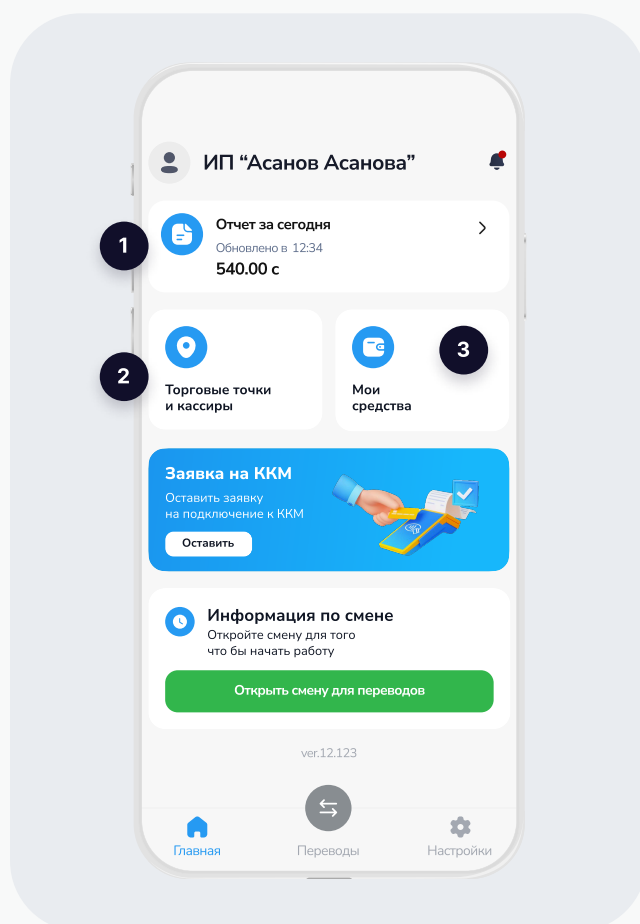 ИП “Асанов Асанова”
1
Отчет за сегодня
Обновлено в 12:34
540.00 с
2
Торговые точки
и кассиры
3
Мои
средства
Заявка на ККМ
Оставить заявку
на подключение к ККМ
Оставить
Информация по смене
Откройте смену для того
что бы начать работу
Открыть смену для переводов
ver.12.123
Главная
Переводы
Настройки